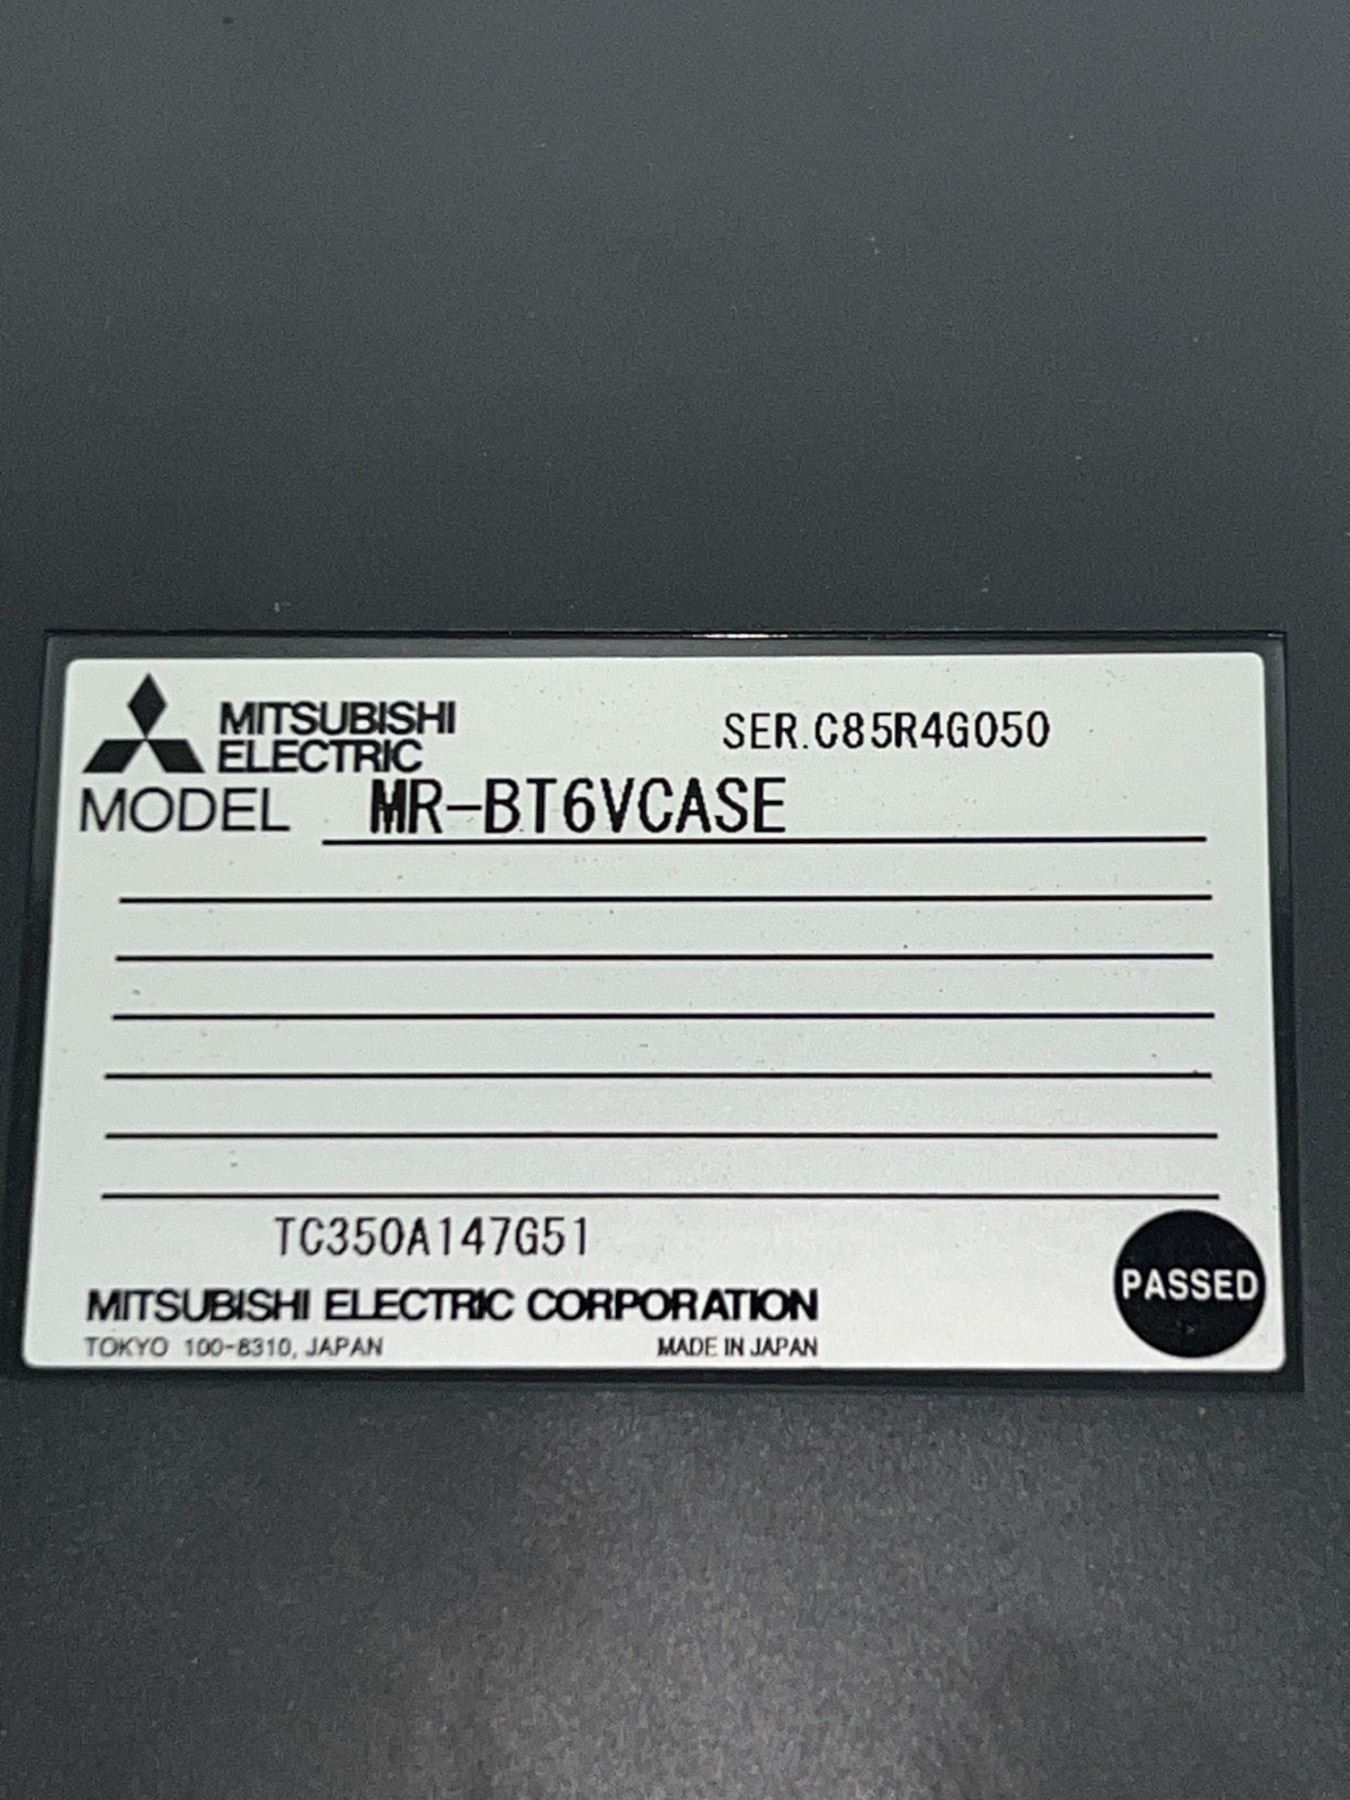 MITSUBISHI
ELECTRIC
SER.C85R4G050
MODEL MR-BT6VCASE
TC350A147G51
MITSUBISHI ELECTRIC CORPORATION
TOKYO 100-8310, JAPAN MADE IN JAPAN
PASSED